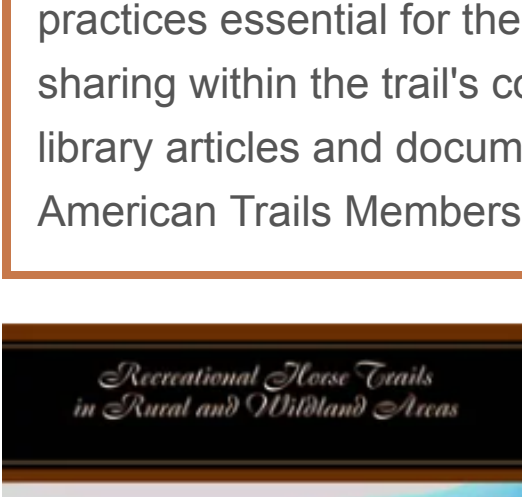 practices essential for the
sharing within the trail's co
library articles and docum
American Trails Members
Recreational Horse Trails
in Rural and Wildland Areas